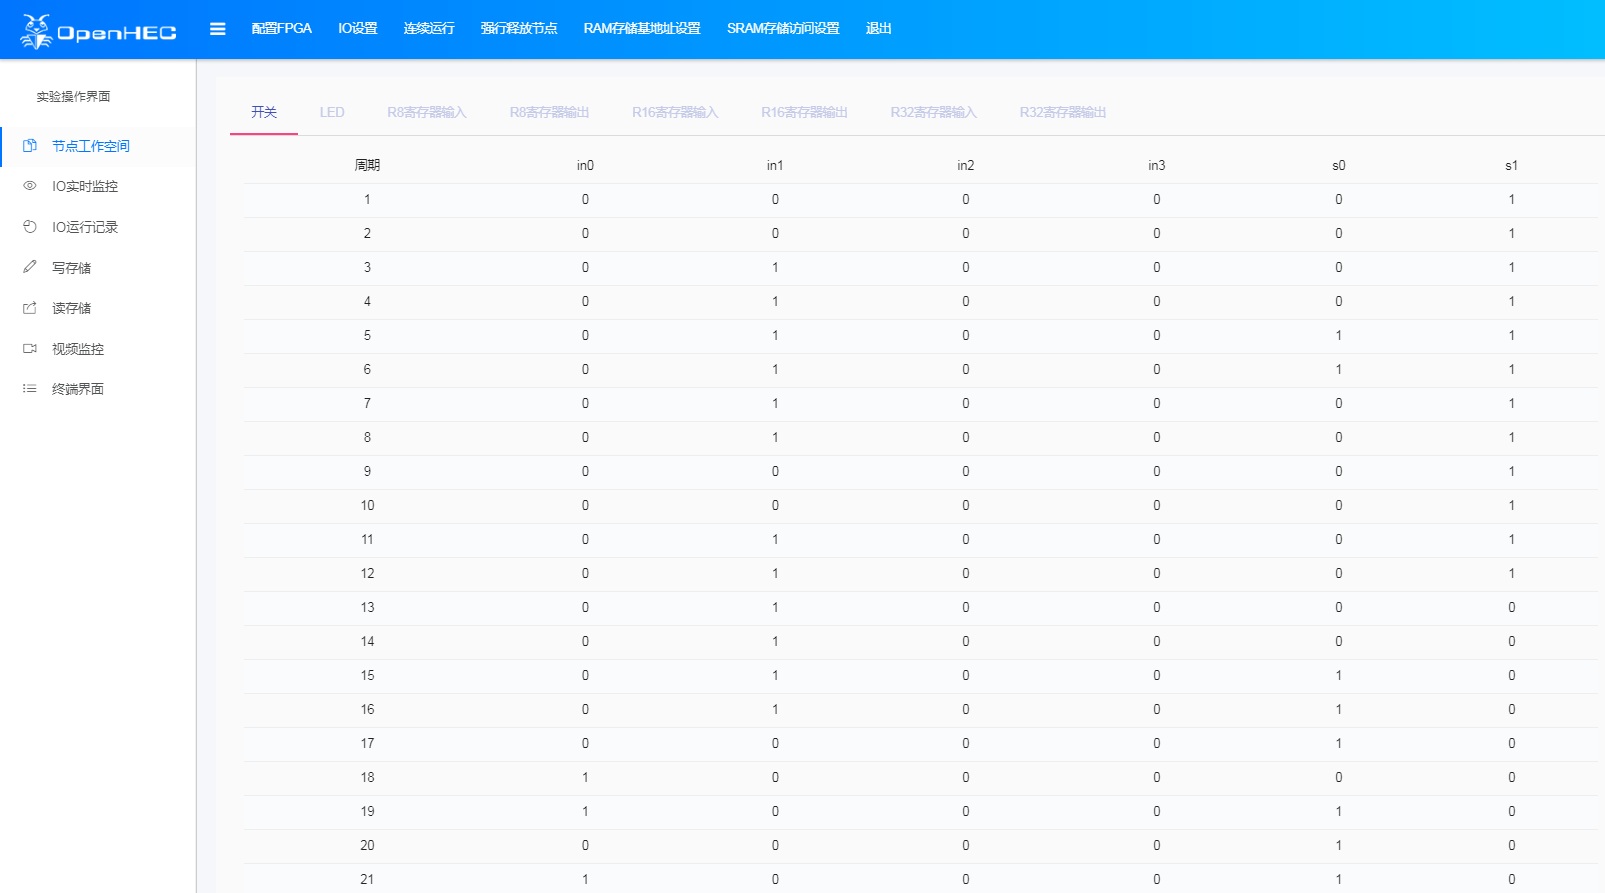 OpenHEC 配置FPGA IO设置 连续运行 强行释放节点 RAM存储基地址设置 SRAM存储访问设置 退出
实验操作界面
节点工作空间
IO实时监控
IO运行记录
写存储
读存储
视频监控
终端界面
开关 LED R8寄存器输入 R8寄存器输出 R16寄存器输入 R16寄存器输出 R32寄存器输入 R32寄存器输出
周期 in0 in1 in2 in3 s0 s1
1 0 0 0 0 0 1
2 0 0 0 0 0 1
3 0 1 0 0 0 1
4 0 1 0 0 0 1
5 0 1 0 0 1 1
6 0 1 0 0 1 1
7 0 1 0 0 0 1
8 0 1 0 0 0 1
9 0 0 0 0 0 1
10 0 0 0 0 0 1
11 0 1 0 0 0 1
12 0 1 0 0 0 1
13 0 1 0 0 0 0
14 0 1 0 0 0 0
15 0 1 0 0 1 0
16 0 1 0 0 1 0
17 0 0 0 0 1 0
18 1 0 0 0 0 0
19 1 0 0 0 1 0
20 0 0 0 0 1 0
21 1 0 0 0 1 0